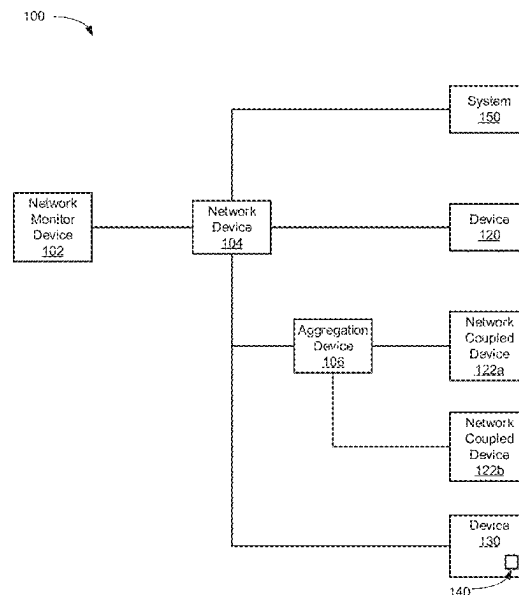 100
System
150
Network
Monitor
Device
102
Network
Device
104
Device
120
Aggregation
Device
106
Network
Coupled
Device
122a
Network
Coupled
Device
122b
Device
130
140